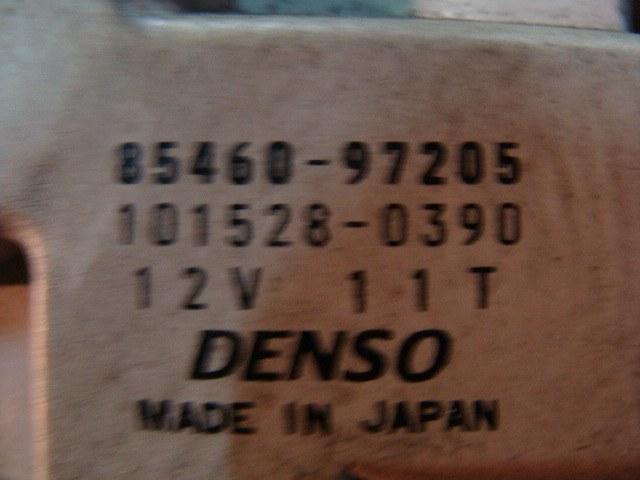 85460-97205
101528-0390
12V 11T
DENSO
MADE IN JAPAN